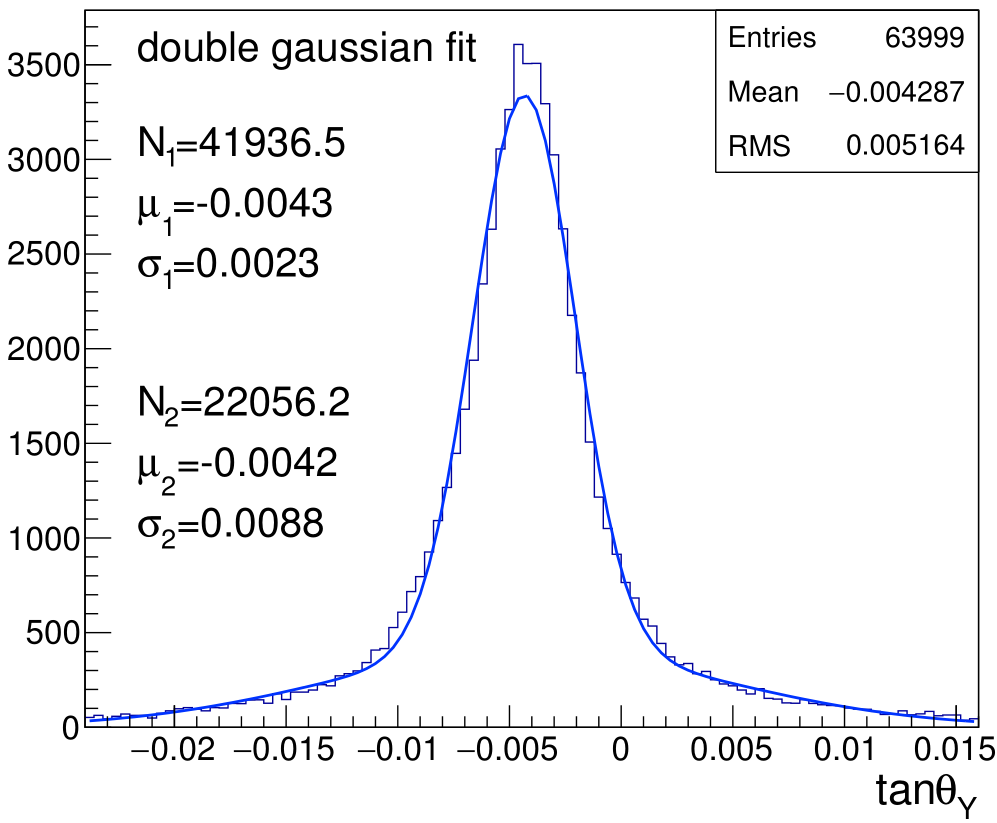 double gaussian fit
Entries 63999
Mean −0.004287
RMS 0.005164
N1=41936.5
μ1=-0.0043
σ1=0.0023
N2=22056.2
μ2=-0.0042
σ2=0.0088
3500
3000
2500
2000
1500
1000
500
0
−0.02 −0.015 −0.01 −0.005 0 0.005 0.01 0.015
tanθY